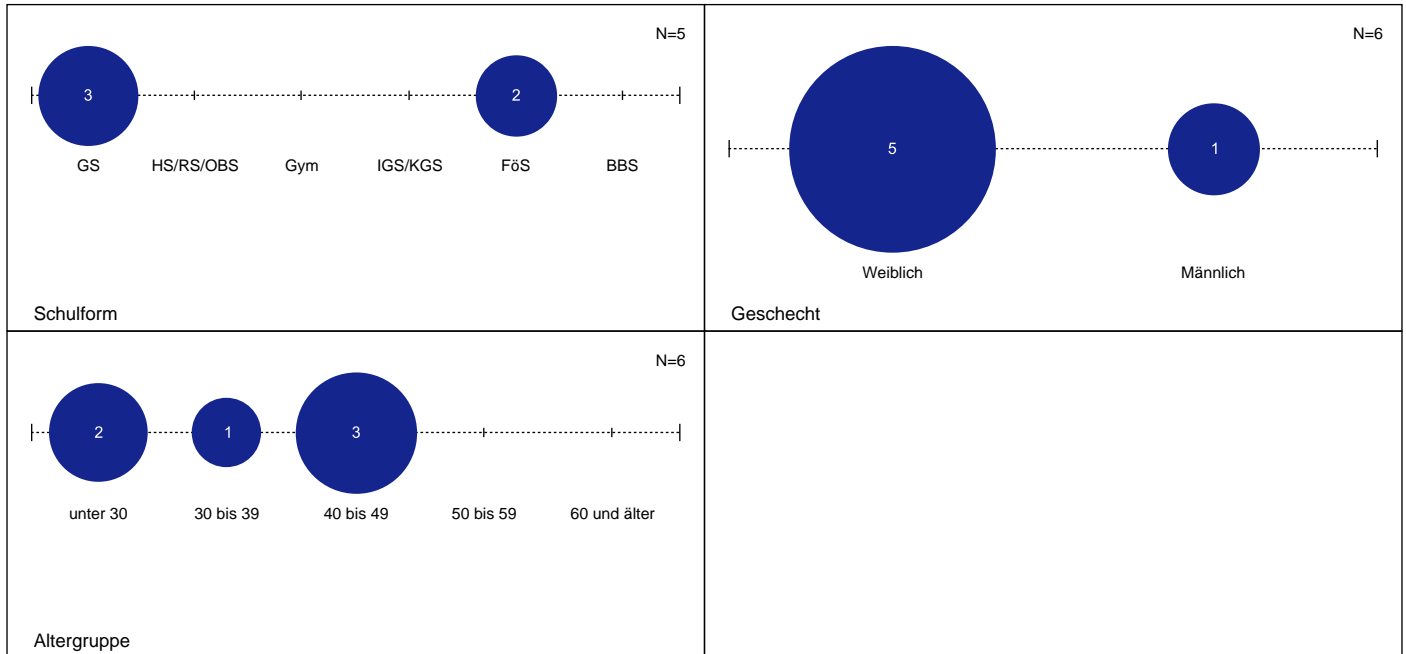 N=5
3 2
GS HS/RS/OBS Gym IGS/KGS FöS BBS
Schulform
N=6
5 1
Weiblich Männlich
Geschecht
N=6
2 1 3
unter 30 30 bis 39 40 bis 49 50 bis 59 60 und älter
Altergruppe